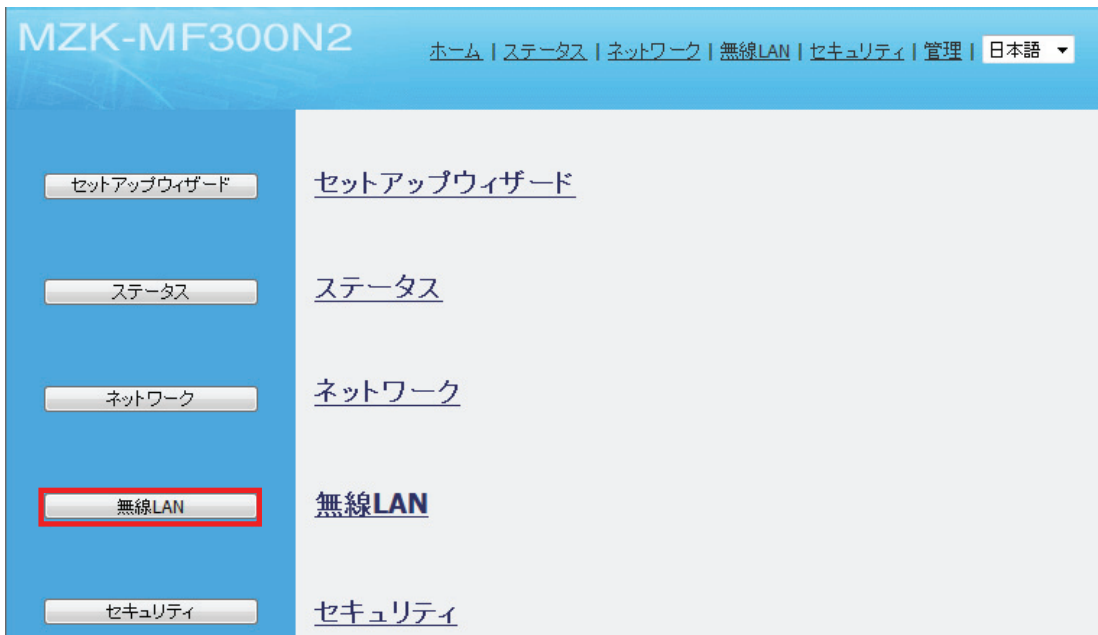 MZK-MF300N2
ホーム | ステータス | ネットワーク | 無線LAN | セキュリティ | 管理 | 日本語
セットアップウィザード セットアップウィザード
ステータス ステータス
ネットワーク ネットワーク
無線LAN 無線LAN
セキュリティ セキュリティ